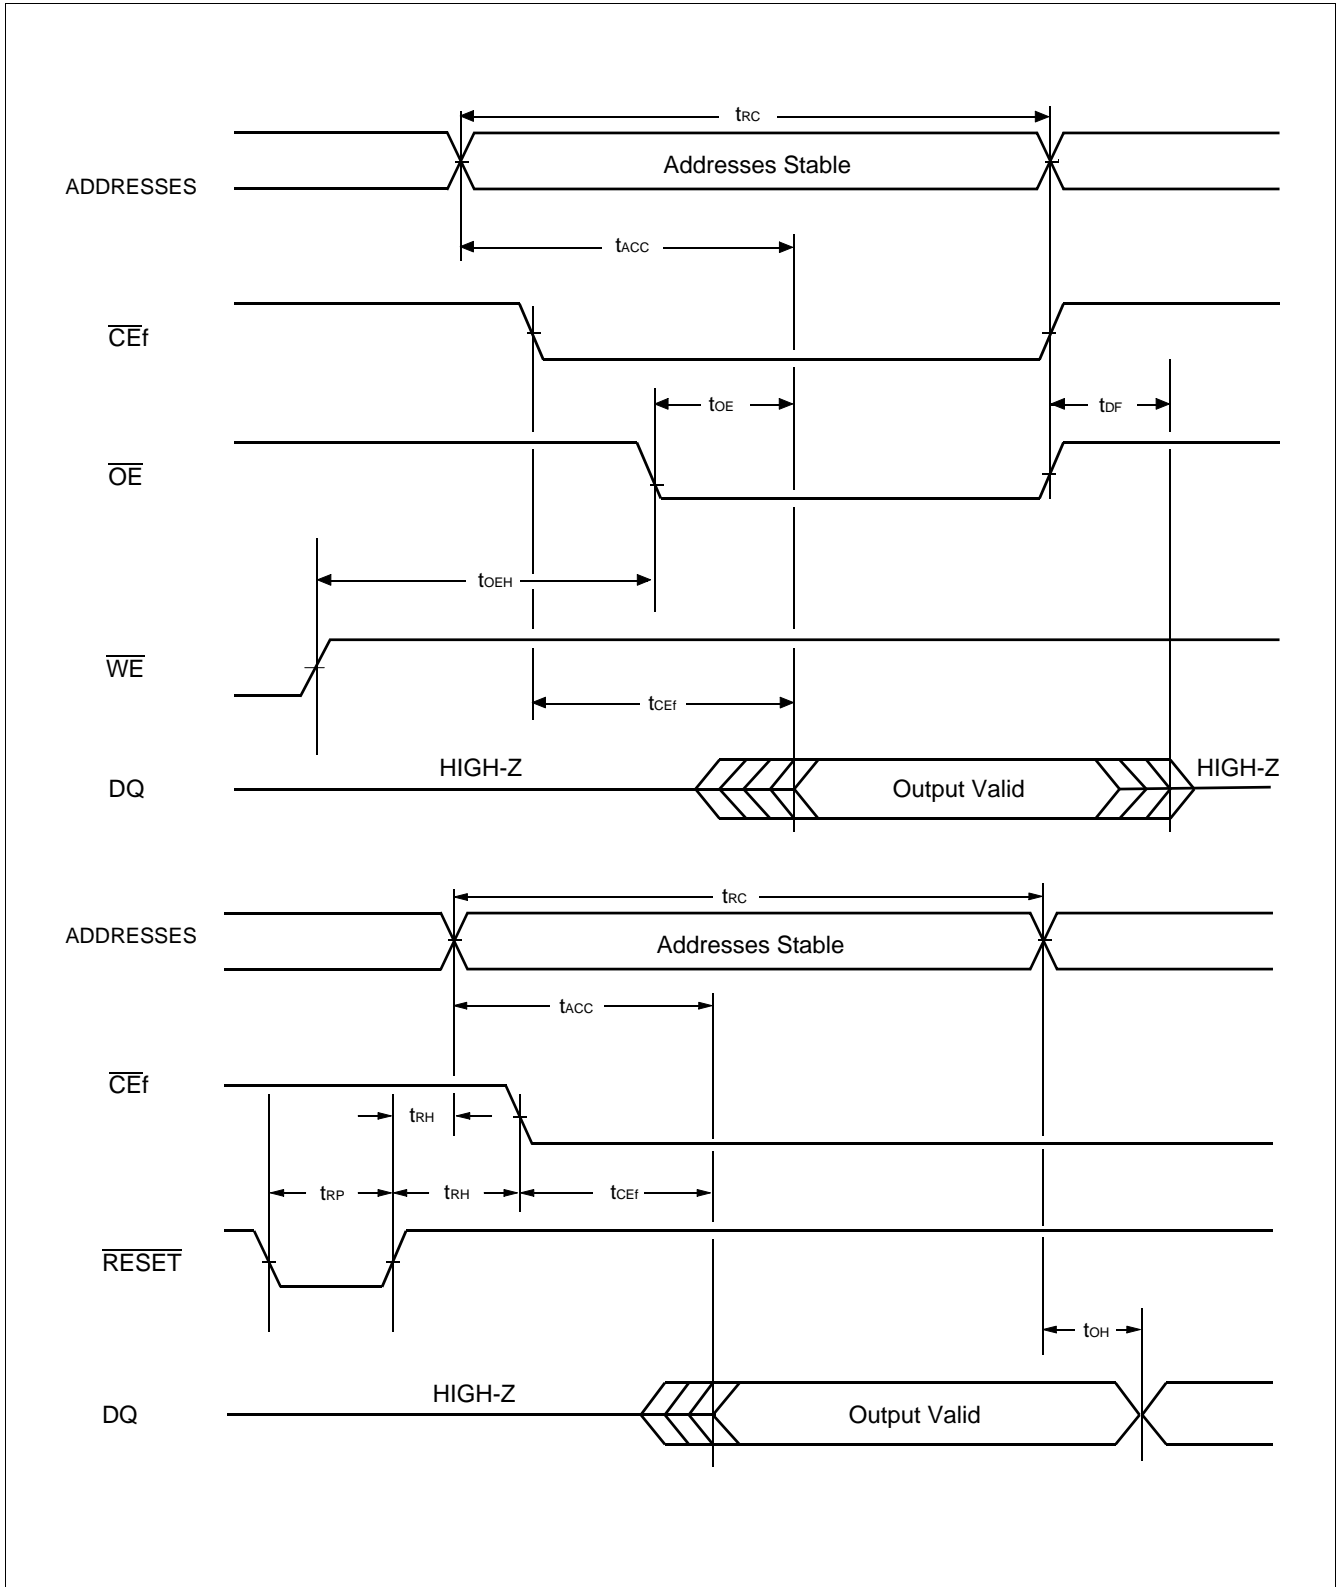 tRC
Addresses Stable
ADDRESSES
tACC
CEf
tOE
tDF
OE
tOEH
WE
tCEf
HIGH-Z
HIGH-Z
DQ
Output Valid
tRC
ADDRESSES
Addresses Stable
tACC
CEf
tRH
tRP
tRH
tCEf
RESET
tOH
HIGH-Z
DQ
Output Valid